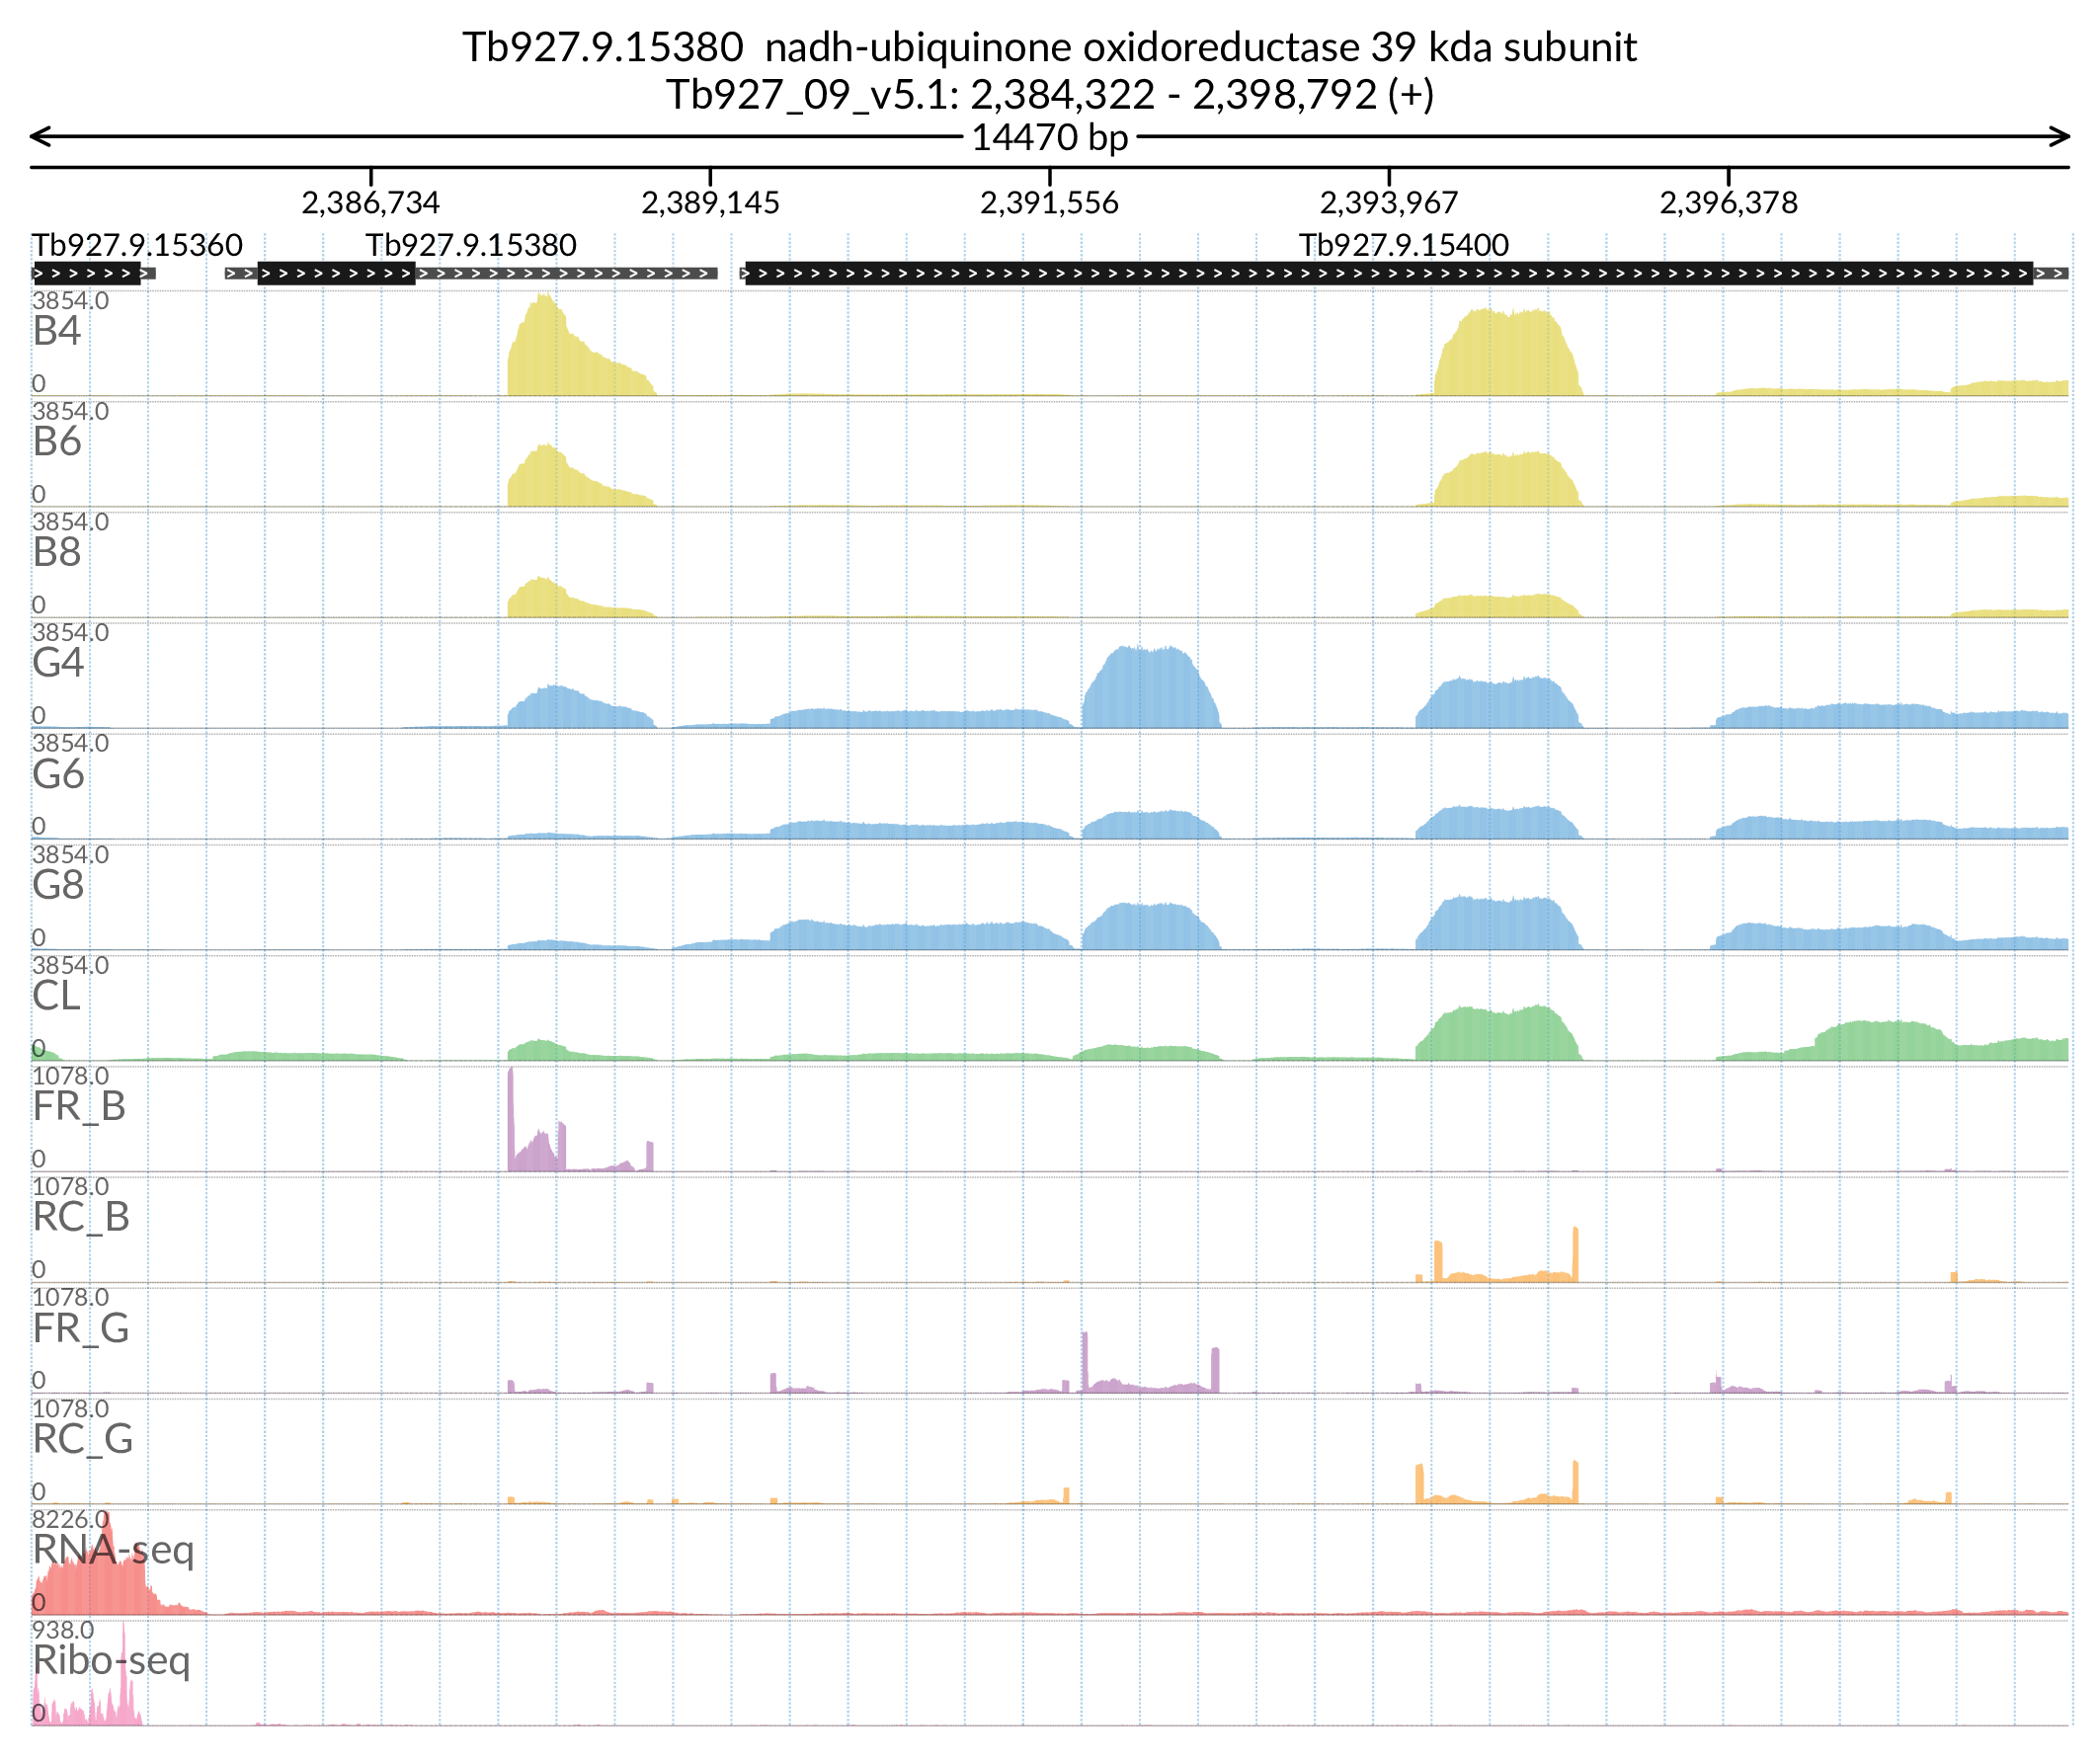 Tb927.9.15380  nadh-ubiquinone oxidoreductase 39 kda subunit
Tb927_09_v5.1: 2,384,322 - 2,398,792 (+)
14470 bp
2,386,734 2,389,145 2,391,556 2,393,967 2,396,378
Tb927.9.15360 Tb927.9.15380 Tb927.9.15400
3854.0
B4
0
3854.0
B6
0
3854.0
B8
0
3854.0
G4
0
3854.0
G6
0
3854.0
G8
0
3854.0
CL
0
1078.0
FR_B
0
1078.0
RC_B
0
1078.0
FR_G
0
1078.0
RC_G
0
8226.0
RNA-seq
0
938.0
Ribo-seq
0